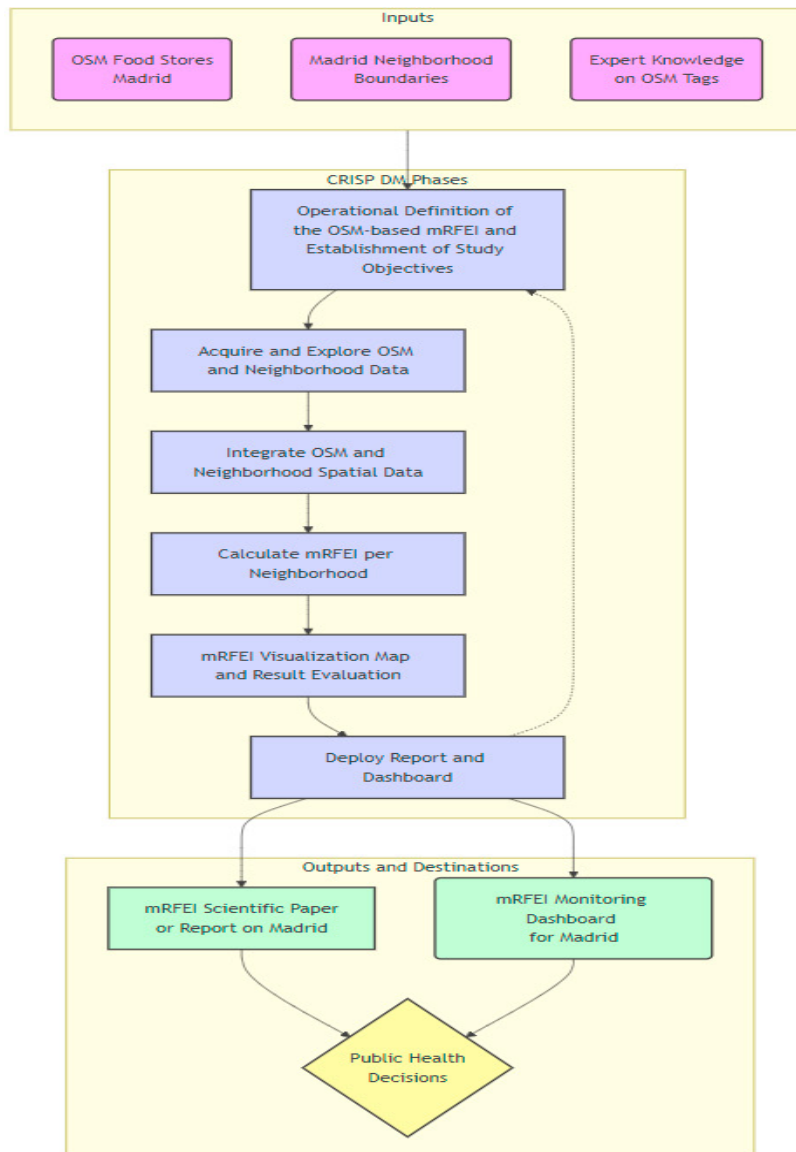 Inputs
OSM Food Stores
Madrid
Madrid Neighborhood
Boundaries
Expert Knowledge
on OSM Tags
CRISP DM Phases
Operational Definition of
the OSM-based mRFEI and
Establishment of Study
Objectives
Acquire and Explore OSM
and Neighborhood Data
Integrate OSM and
Neighborhood Spatial Data
Calculate mRFEI per
Neighborhood
mRFEI Visualization Map
and Result Evaluation
Deploy Report and
Dashboard
Outputs and Destinations
mRFEI Scientific Paper
or Report on Madrid
mRFEI Monitoring
Dashboard
for Madrid
Public Health
Decisions